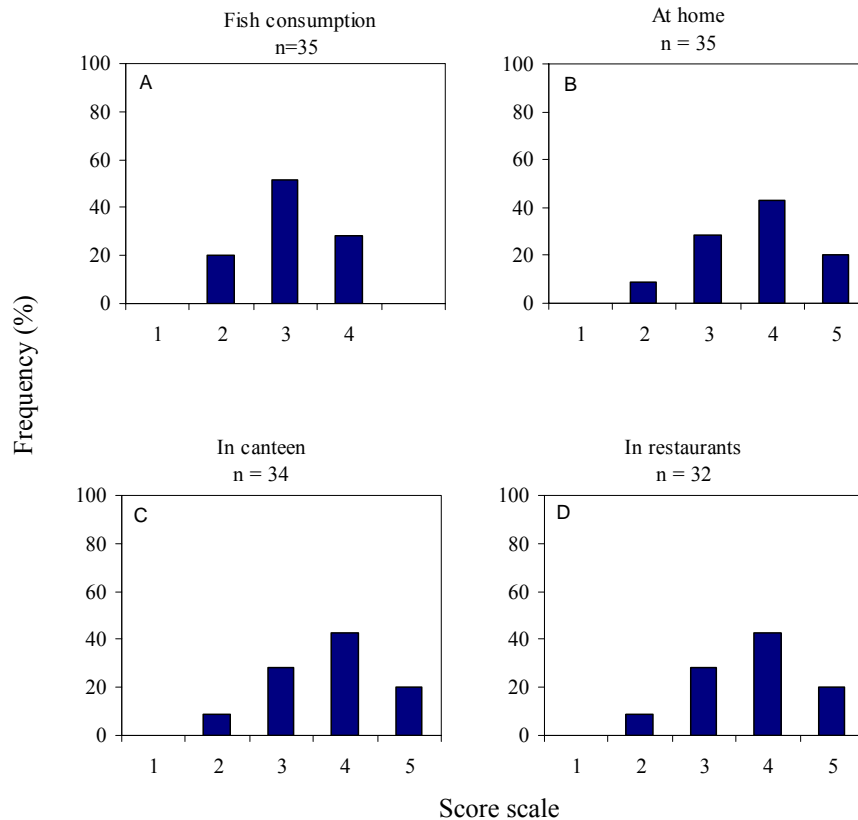 Fish consumption
n=35
A
100
80
60
40
20
0
1 2 3 4
At home
n = 35
B
100
80
60
40
20
0
1 2 3 4 5
Frequency (%)
In canteen
n = 34
C
100
80
60
40
20
0
1 2 3 4 5
In restaurants
n = 32
D
100
80
60
40
20
0
1 2 3 4 5
Score scale